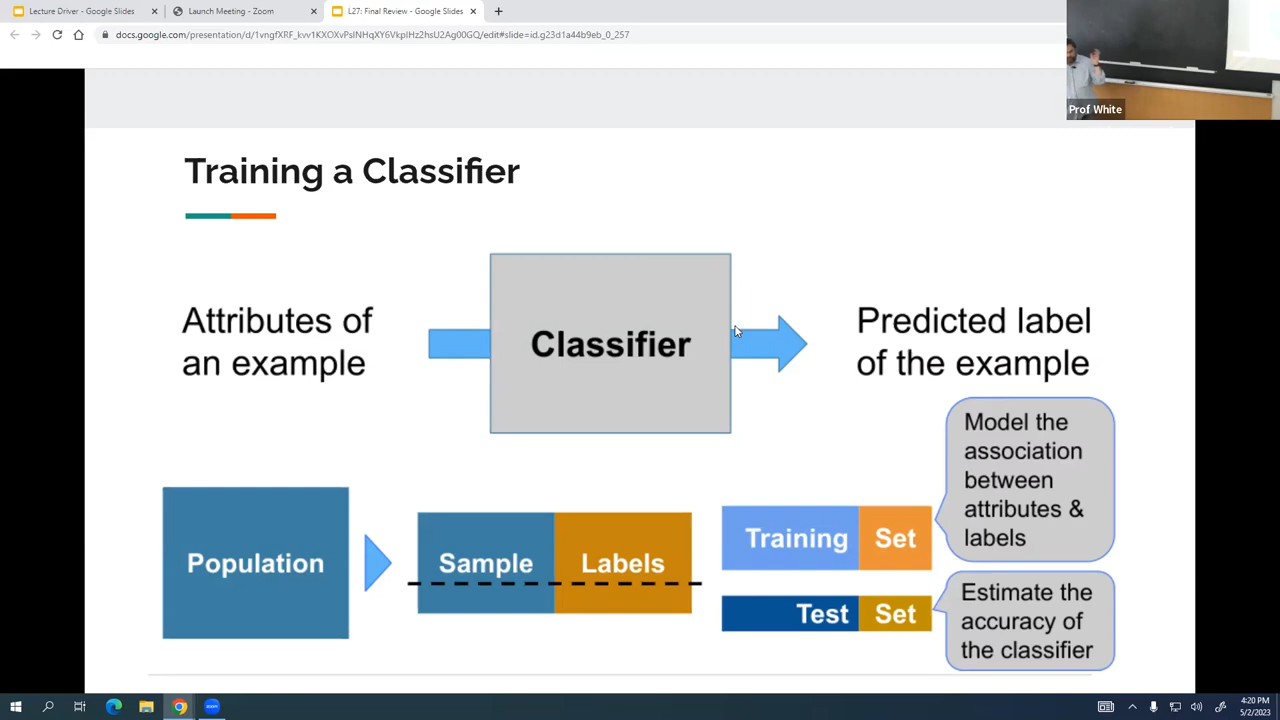 Lecture Driver - Google Slides
Launch Meeting - Zoom
L27: Final Review - Google Slides
docs.google.com/presentation/d/1vngfXRF_kvv1KXOXvPsINHqXY6VkpIHz2hsU2Ag00GQ/edit#slide=id.g23d1a44b9eb_0_257
Prof White
Training a Classifier
Attributes of
an example
Classifier
Predicted label
of the example
Population
Sample
Labels
Training Set
Test Set
Model the
association
between
attributes &
labels
Estimate the
accuracy of
the classifier
4:20 PM
5/2/2023